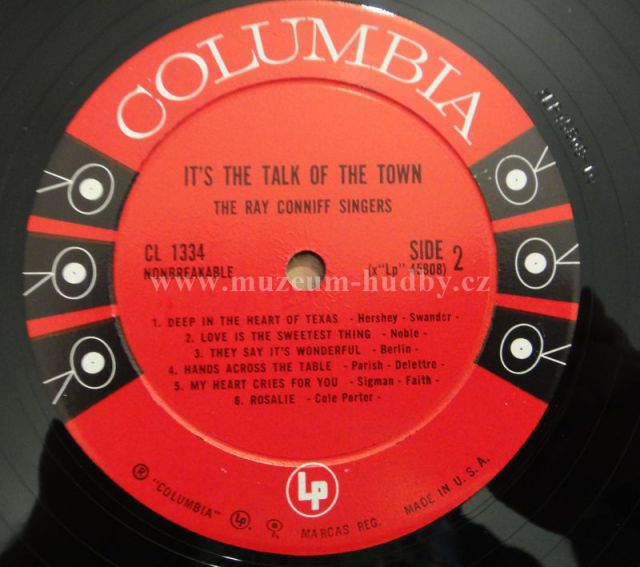 COLUMBIA
IT'S THE TALK OF THE TOWN
THE RAY CONNIFF SINGERS
CL 1334
NONBREAKABLE
SIDE 2
(x"Lp" 45808)
www.muzeum-hudby.cz
1. DEEP IN THE HEART OF TEXAS - Hershey - Swander -
2. LOVE IS THE SWEETEST THING - Noble -
3. THEY SAY IT'S WONDERFUL - Berlin -
4. HANDS ACROSS THE TABLE - Parish - Delettre -
5. MY HEART CRIES FOR YOU - Sigman - Faith -
6. ROSALIE - Cole Porter -
LP
® "COLUMBIA" LP. MARCAS REG. MADE IN U.S.A.